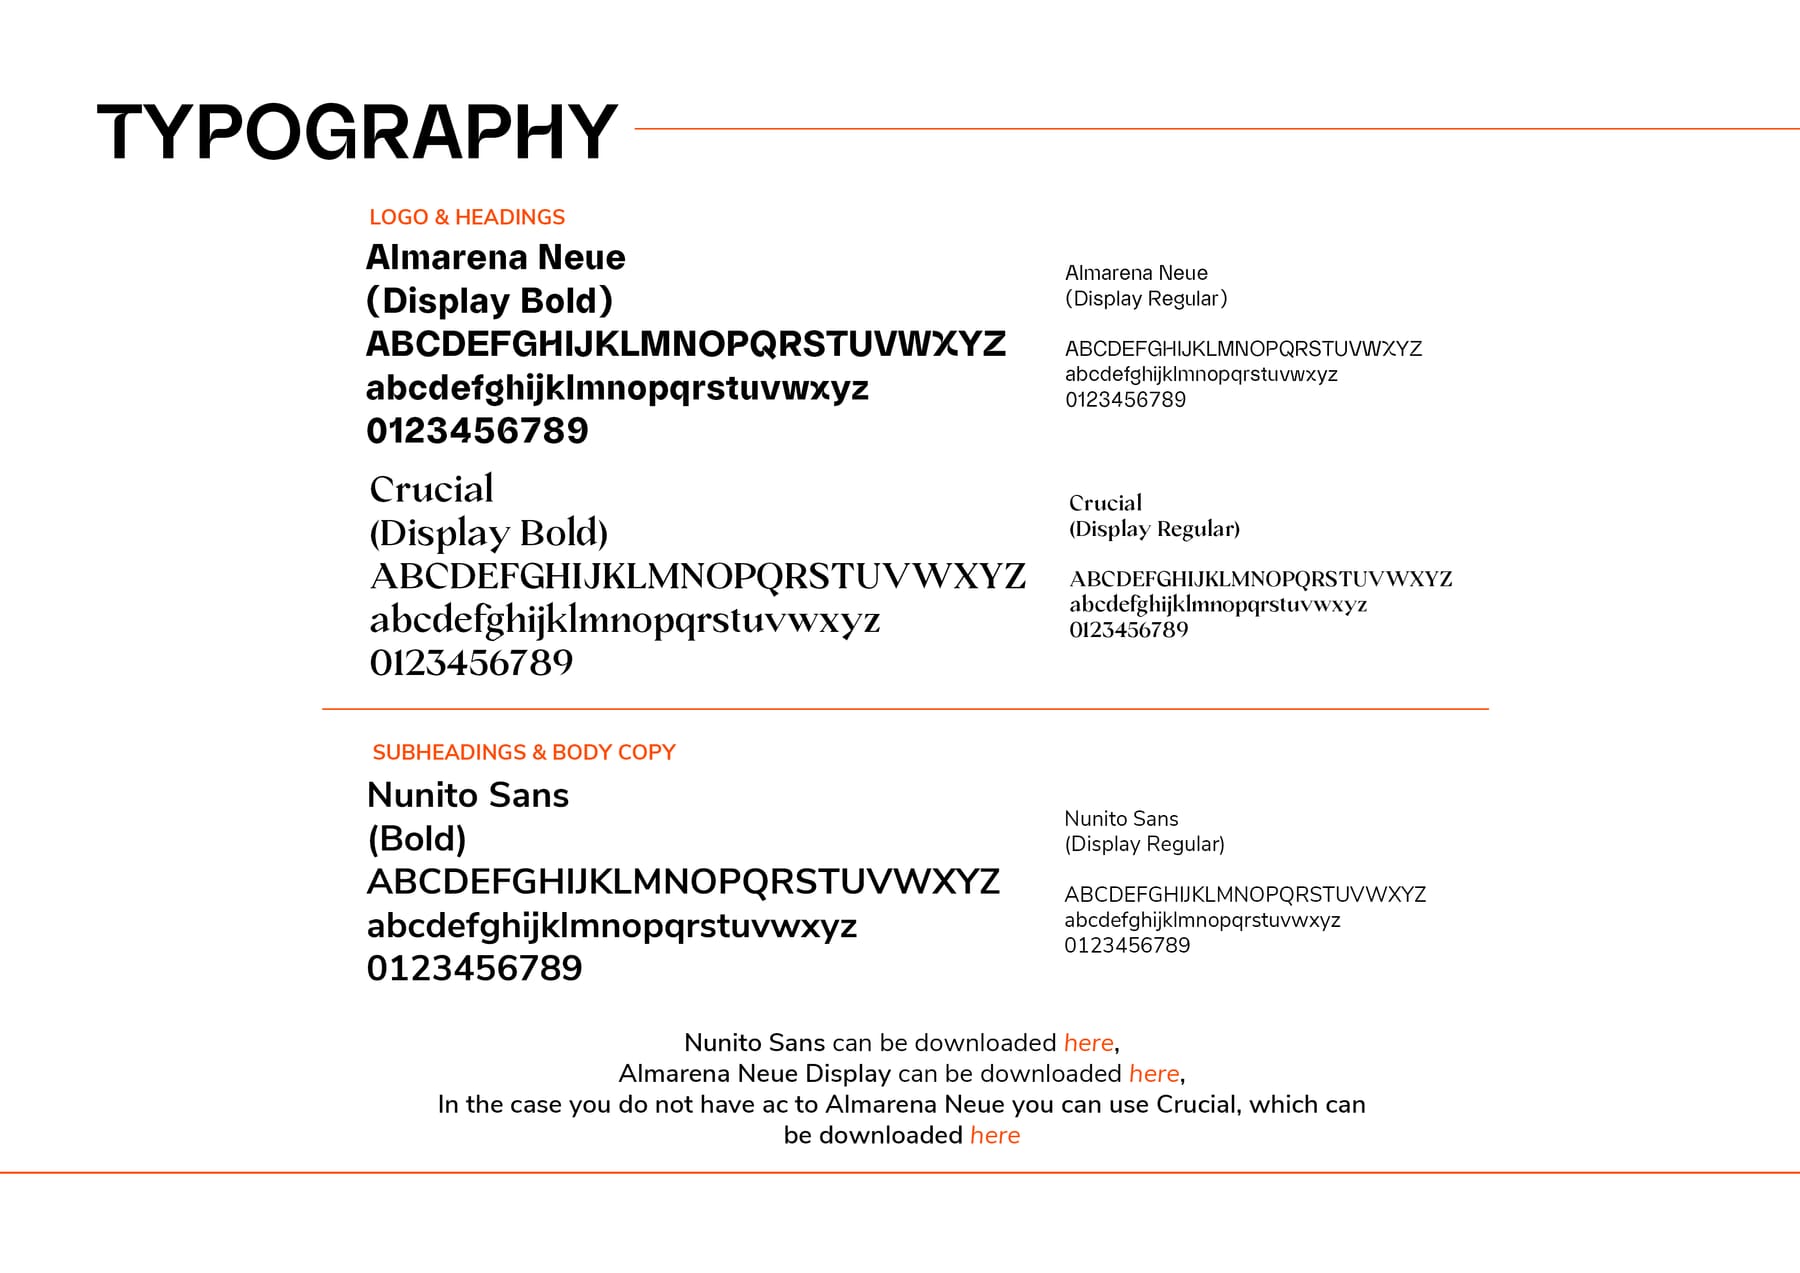 TYPOGRAPHY
LOGO & HEADINGS
Almarena Neue
(Display Bold)
ABCDEFGHIJKLMNOPQRSTUVWXYZ
abcdefghijklmnopqrstuvwxyz
0123456789
Almarena Neue
(Display Regular)
ABCDEFGHIJKLMNOPQRSTUVWXYZ
abcdefghijklmnopqrstuvwxyz
0123456789
Crucial
(Display Bold)
ABCDEFGHIJKLMNOPQRSTUVWXYZ
abcdefghijklmnopqrstuvwxyz
0123456789
Crucial
(Display Regular)
ABCDEFGHIJKLMNOPQRSTUVWXYZ
abcdefghijklmnopqrstuvwxyz
0123456789
SUBHEADINGS & BODY COPY
Nunito Sans
(Bold)
ABCDEFGHIJKLMNOPQRSTUVWXYZ
abcdefghijklmnopqrstuvwxyz
0123456789
Nunito Sans
(Display Regular)
ABCDEFGHIJKLMNOPQRSTUVWXYZ
abcdefghijklmnopqrstuvwxyz
0123456789
Nunito Sans can be downloaded here,
Almarena Neue Display can be downloaded here,
In the case you do not have ac to Almarena Neue you can use Crucial, which can
be downloaded here